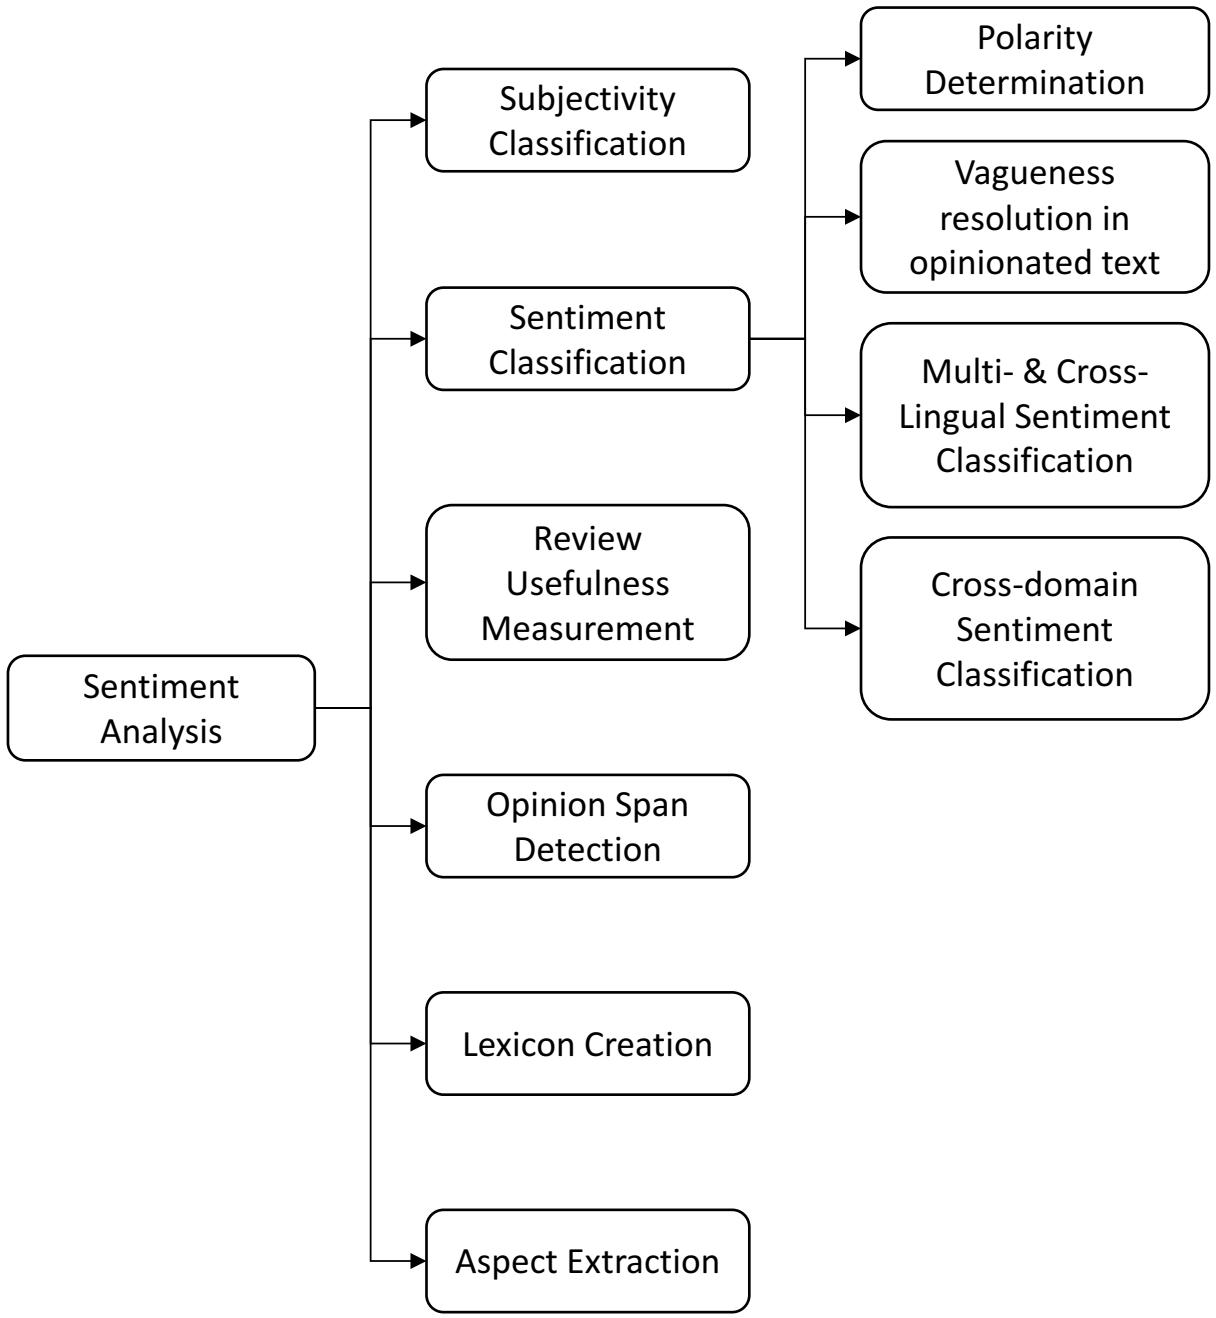 Sentiment
Analysis
Subjectivity
Classification
Sentiment
Classification
Review
Usefulness
Measurement
Opinion Span
Detection
Lexicon Creation
Aspect Extraction
Polarity
Determination
Vagueness
resolution in
opinionated text
Multi- & Cross-
Lingual Sentiment
Classification
Cross-domain
Sentiment
Classification